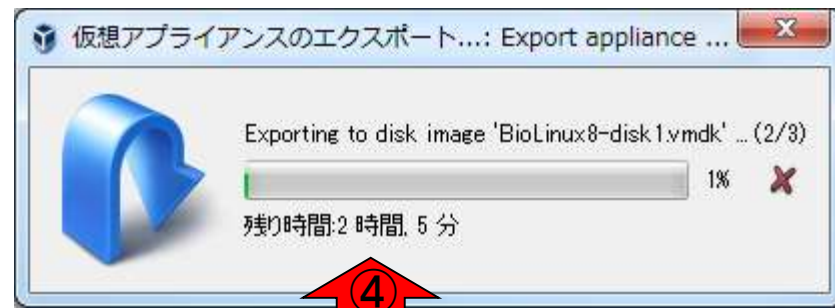 仮想アプライアンスのエクスポート...: Export appliance ...
Exporting to disk image 'BioLinux8-disk1.vmdk' ... (2/3)
1%
残り時間:2 時間, 5 分
④